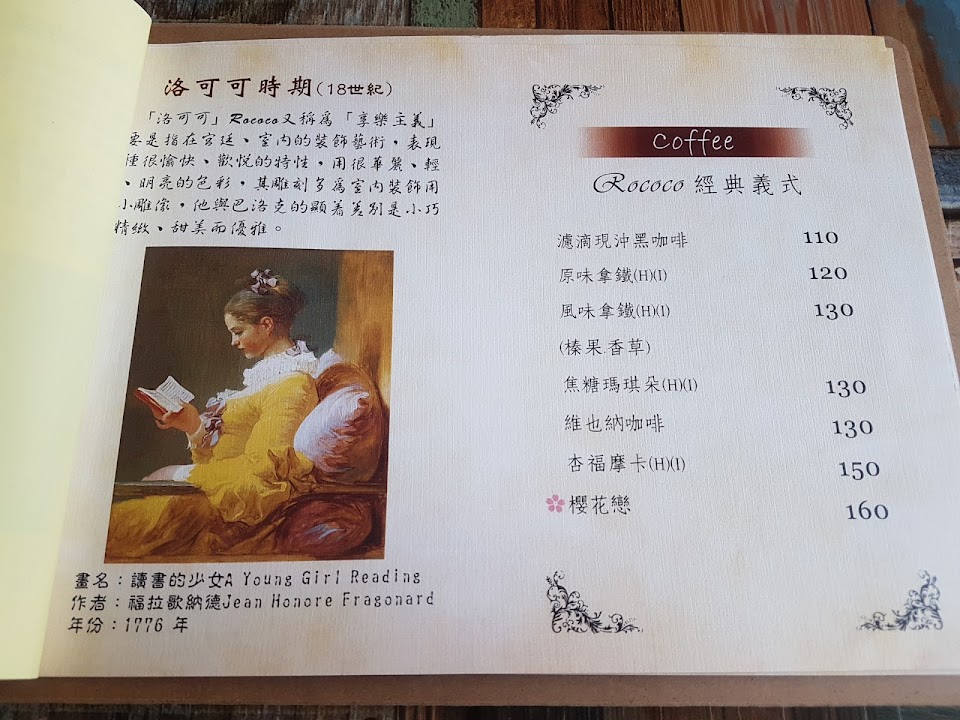 洛可可時期(18世紀)
「洛可可」Rococo又稱為「享樂主義」
要是指在宮廷、室內的裝飾藝術，表現
種很愉快、歡悅的特性，用很華麗、輕
、明亮的色彩，其雕刻多為室內裝飾用
小雕像，他與巴洛克的顯著差別是小巧
精緻、甜美而優雅。
畫名：讀書的少女A Young Girl Reading
作者：福拉歌納德Jean Honore Fragonard
年份：1776 年
Coffee
Rococo 經典義式
濾滴現沖黑咖啡 110
原味拿鐵(H)(I) 120
風味拿鐵(H)(I) 130
(榛果.香草)
焦糖瑪琪朵(H)(I) 130
維也納咖啡 130
杏福摩卡(H)(I) 150
櫻花戀 160